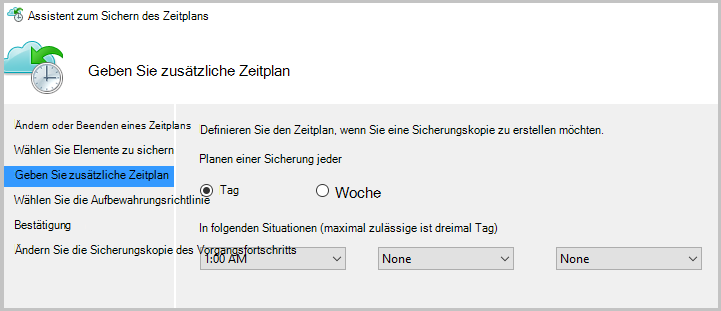 Assistent zum Sichern des Zeitplans
Geben Sie zusätzliche Zeitplan
Ändern oder Beenden eines Zeitplans
Wählen Sie Elemente zu sichern
Geben Sie zusätzliche Zeitplan
Wählen Sie die Aufbewahrungsrichtlinie
Bestätigung
Ändern Sie die Sicherungskopie des Vorgangsfortschritts
Definieren Sie den Zeitplan, wenn Sie eine Sicherungskopie zu erstellen möchten.
Planen einer Sicherung jeder
Tag Woche
In folgenden Situationen (maximal zulässige ist dreimal Tag)
1:00 AM None None